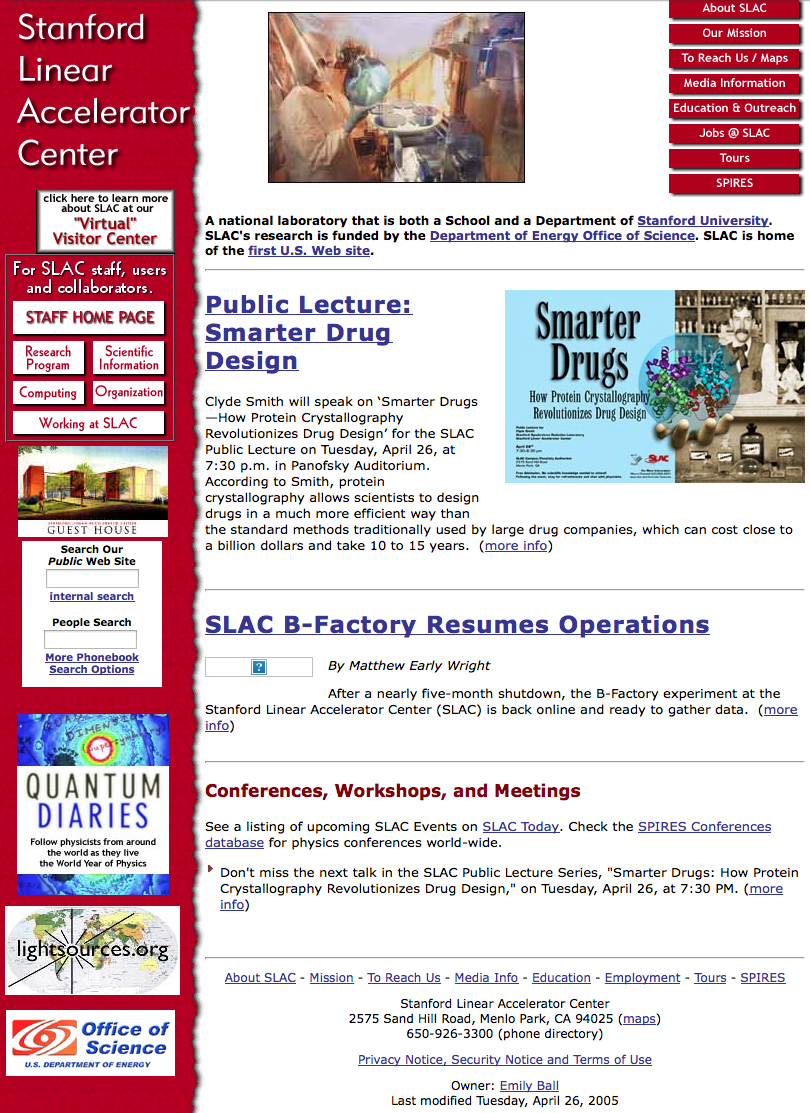 Stanford
Linear
Accelerator
Center
click here to learn more
about SLAC at our
"Virtual"
Visitor Center
For SLAC staff, users
and collaborators.
STAFF HOME PAGE
Research
Program
Scientific
Information
Computing
Organization
Working at SLAC
GUEST HOUSE
Search Our
Public Web Site
internal search
People Search
More Phonebook
Search Options
QUANTUM
DIARIES
Follow physicists from around
the world as they live
the World Year of Physics
lightsources.org
Office of
Science
U.S. DEPARTMENT OF ENERGY
About SLAC
Our Mission
To Reach Us / Maps
Media Information
Education & Outreach
Jobs @ SLAC
Tours
SPIRES
A national laboratory that is both a School and a Department of Stanford University.
SLAC's research is funded by the Department of Energy Office of Science. SLAC is home
of the first U.S. Web site.
Public Lecture:
Smarter Drug
Design
Smarter
Drugs
How Protein Crystallography
Revolutionizes Drug Design
SLAC
Clyde Smith will speak on ‘Smarter Drugs
—How Protein Crystallography
Revolutionizes Drug Design’ for the SLAC
Public Lecture on Tuesday, April 26, at
7:30 p.m. in Panofsky Auditorium.
According to Smith, protein
crystallography allows scientists to design
drugs in a much more efficient way than
the standard methods traditionally used by large drug companies, which can cost close to
a billion dollars and take 10 to 15 years. (more info)
SLAC B-Factory Resumes Operations
By Matthew Early Wright
After a nearly five-month shutdown, the B-Factory experiment at the
Stanford Linear Accelerator Center (SLAC) is back online and ready to gather data. (more
info)
Conferences, Workshops, and Meetings
See a listing of upcoming SLAC Events on SLAC Today. Check the SPIRES Conferences
database for physics conferences world-wide.
Don't miss the next talk in the SLAC Public Lecture Series, "Smarter Drugs: How Protein
Crystallography Revolutionizes Drug Design," on Tuesday, April 26, at 7:30 PM. (more
info)
About SLAC - Mission - To Reach Us - Media Info - Education - Employment - Tours - SPIRES
Stanford Linear Accelerator Center
2575 Sand Hill Road, Menlo Park, CA 94025 (maps)
650-926-3300 (phone directory)
Privacy Notice, Security Notice and Terms of Use
Owner: Emily Ball
Last modified Tuesday, April 26, 2005